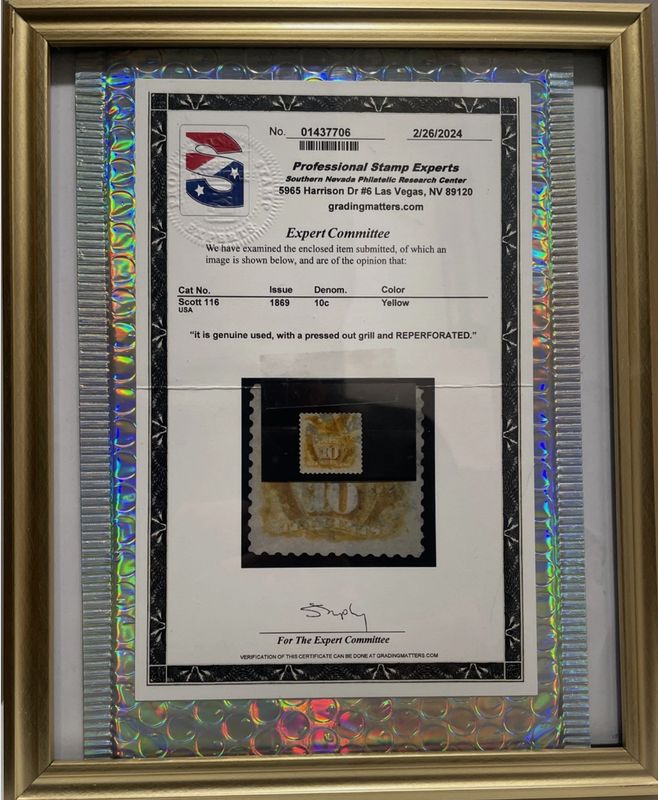 No. 01437706 2/26/2024
Professional Stamp Experts
Southern Nevada Philatelic Research Center
5965 Harrison Dr #6 Las Vegas, NV 89120
gradingmatters.com
Expert Committee
We have examined the enclosed item submitted, of which an
image is shown below, and are of the opinion that:
Cat No. Issue Denom. Color
Scott 116 1869 10c Yellow
USA
"it is genuine used, with a pressed out grill and REPERFORATED."
10
10
For The Expert Committee
VERIFICATION OF THIS CERTIFICATE CAN BE DONE AT GRADINGMATTERS.COM